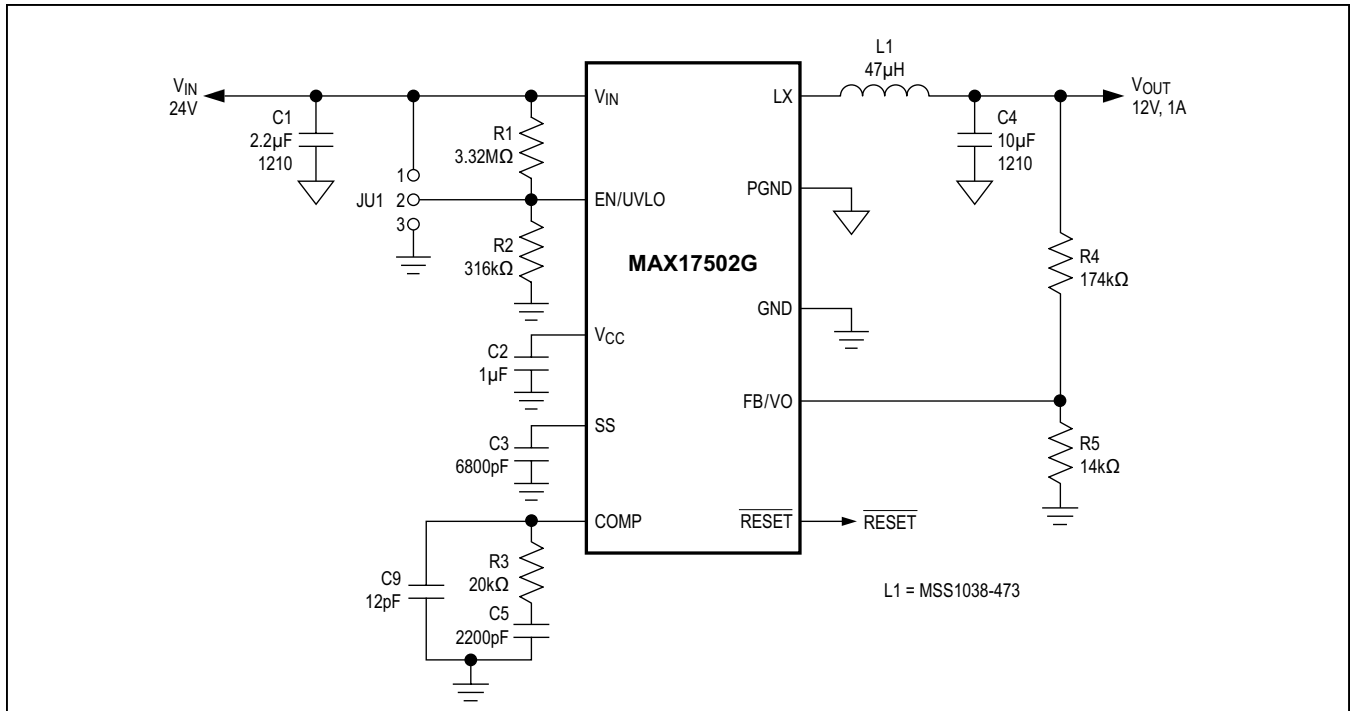 VIN
24V
C1
2.2µF
1210
JU1
1
2
3
R1
3.32MΩ
R2
316kΩ
C2
1µF
C3
6800pF
C9
12pF
R3
20kΩ
C5
2200pF
VIN
EN/UVLO
VCC
SS
COMP
MAX17502G
LX
PGND
GND
FB/VO
RESET
RESET
L1
47µH
C4
10µF
1210
VOUT
12V, 1A
R4
174kΩ
R5
14kΩ
L1 = MSS1038-473